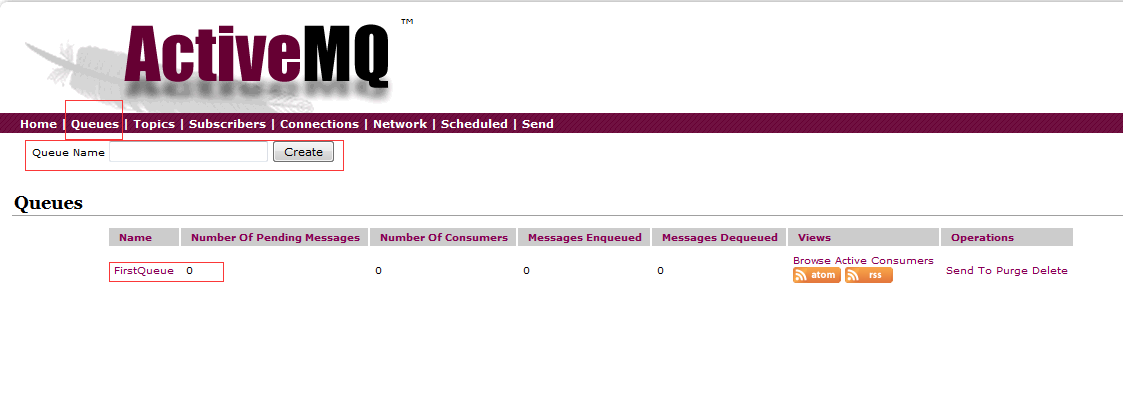 ActiveMQ ™
Home | Queues | Topics | Subscribers | Connections | Network | Scheduled | Send
Queue Name Create
Queues
Name Number Of Pending Messages Number Of Consumers Messages Enqueued Messages Dequeued Views Operations
FirstQueue 0 0 0 0 Browse Active Consumers Send To Purge Delete
atom rss